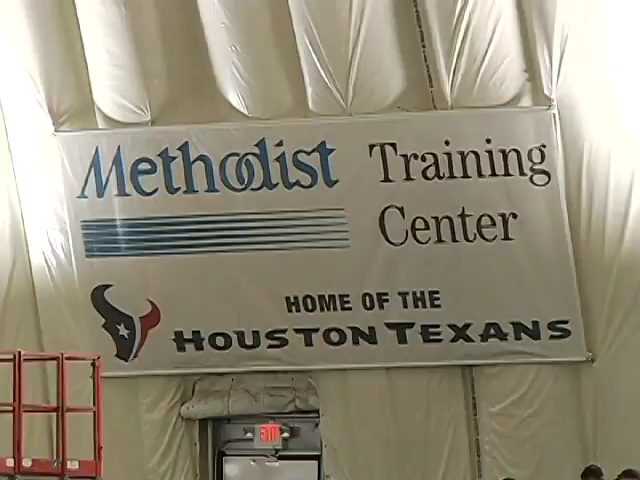 Methodist Training
Center
HOME OF THE
HOUSTON TEXANS
EXIT